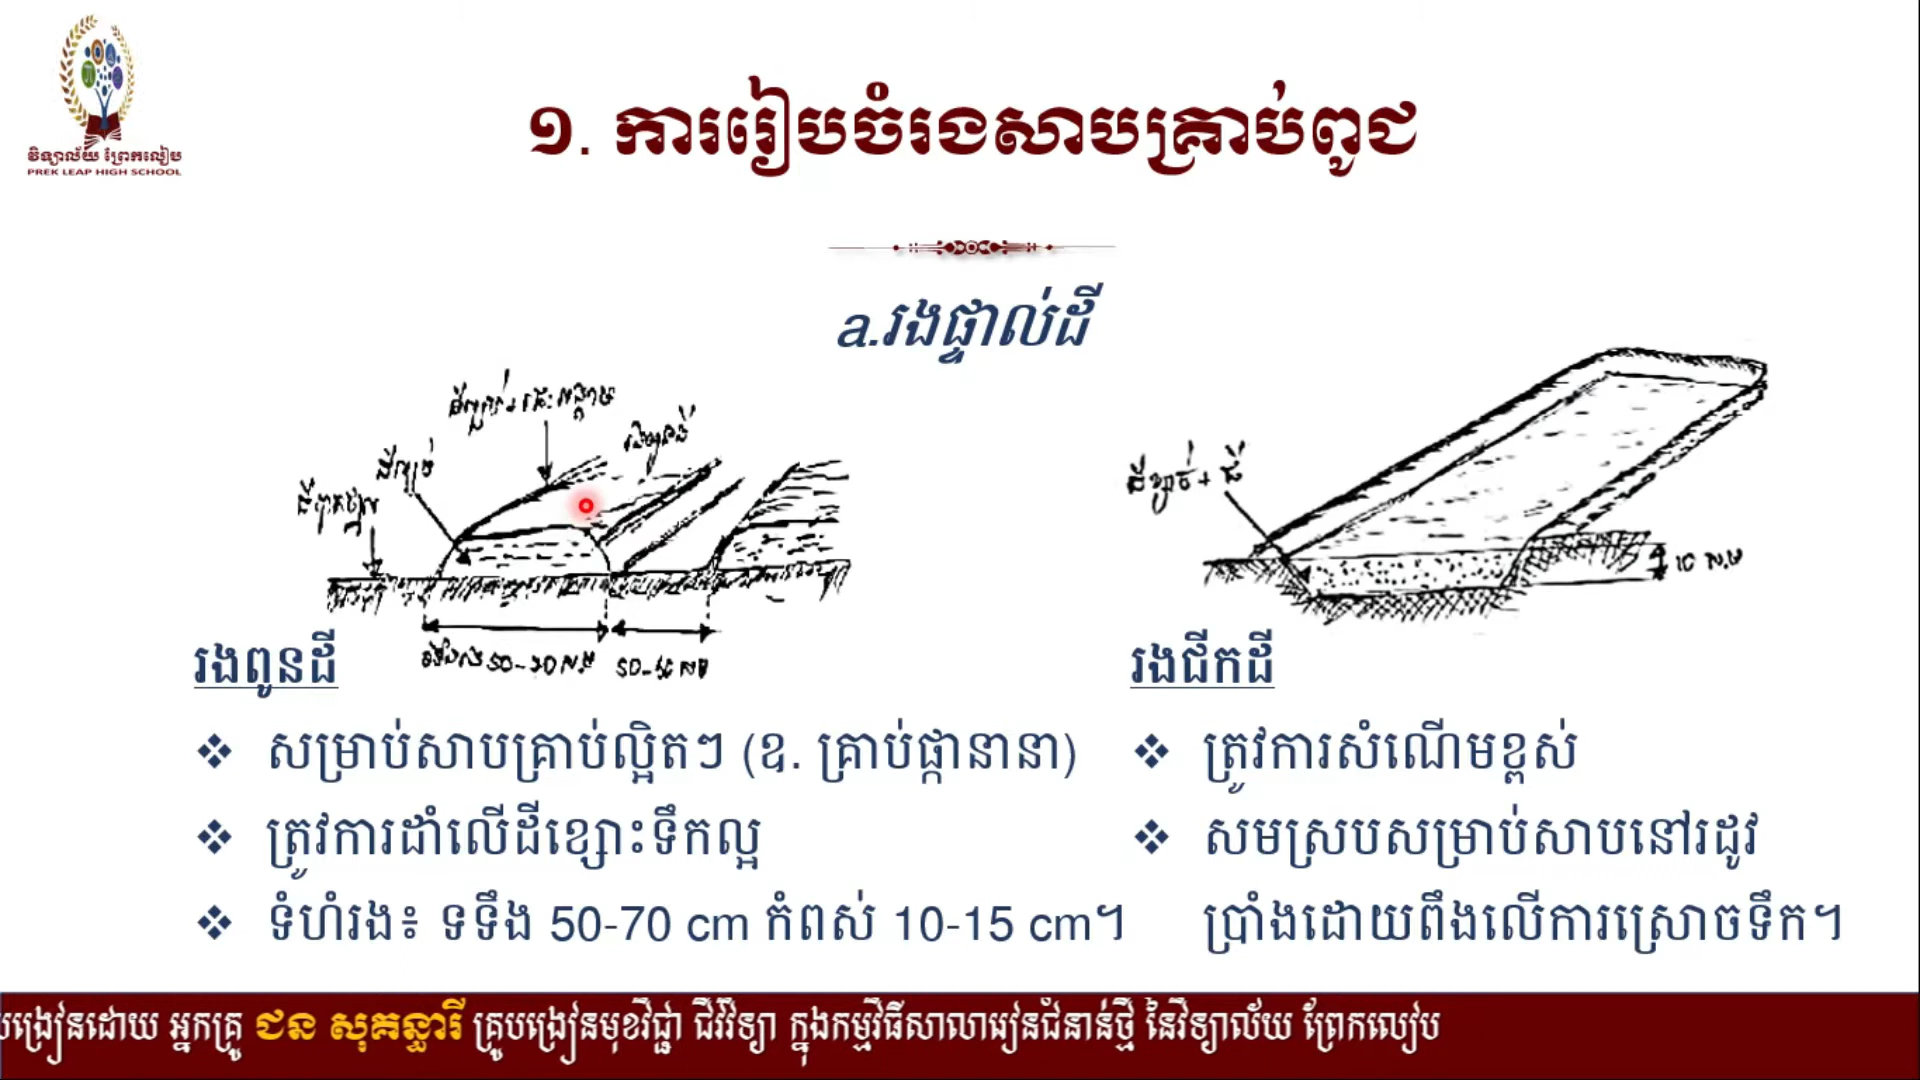 វិទ្យាល័យ ព្រែកលៀប
PREK LEAP HIGH SCHOOL
១. ការរៀបចំរងសាបគ្រាប់ពូជ
a.រងផ្ទាល់ដី
10 ស.ម
រងពូនដី
❖ សម្រាប់សាបគ្រាប់ល្អិតៗ (ឧ. គ្រាប់ផ្កានានា)
❖ ត្រូវការដាំលើដីខ្សោះទឹកល្អ
❖ ទំហំរង៖ ទទឹង 50-70 cm កំពស់ 10-15 cm។
រងជីកដី
❖ ត្រូវការសំណើមខ្ពស់
❖ សមស្របសម្រាប់សាបនៅរដូវ
ប្រាំងដោយពឹងលើការស្រោចទឹក។
បង្រៀនដោយ អ្នកគ្រូ ជន សុគន្ធារី គ្រូបង្រៀនមុខវិជ្ជា ជីវវិទ្យា ក្នុងកម្មវិធីសាលារៀនជំនាន់ថ្មី នៃវិទ្យាល័យ ព្រែកលៀប